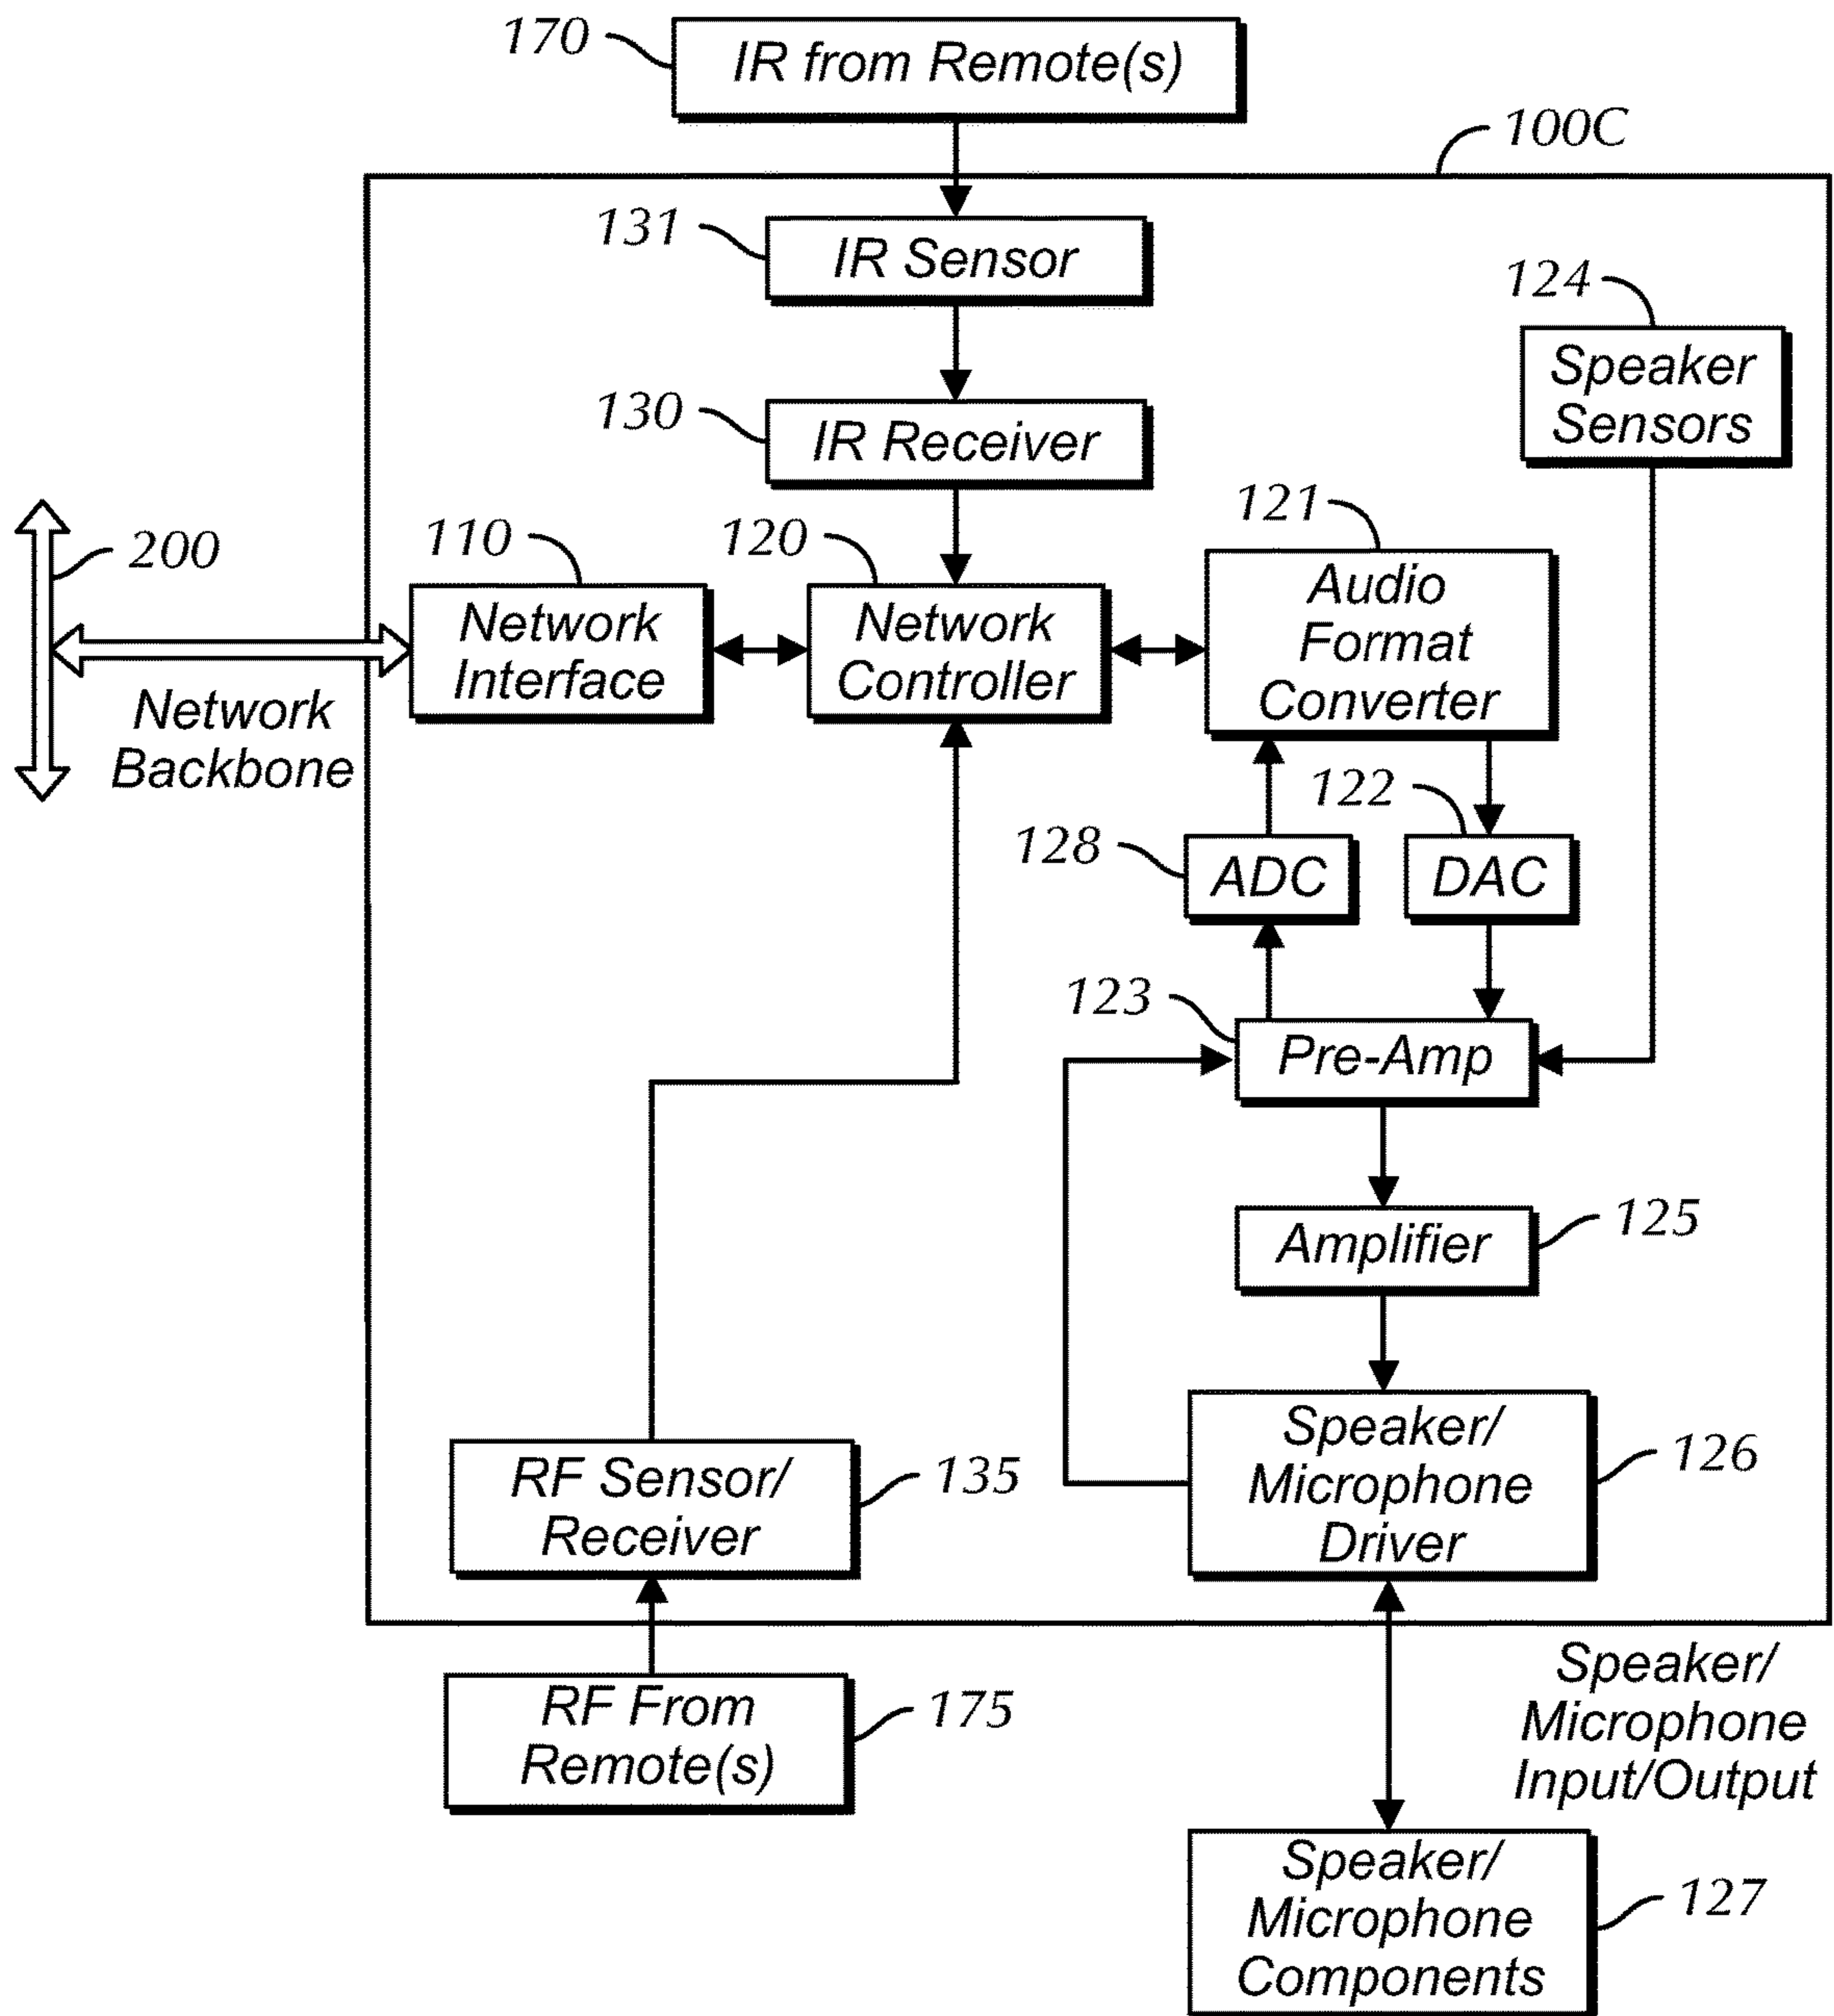 170
IR from Remote(s)
100C
131
IR Sensor
124
Speaker
Sensors
130
IR Receiver
121
200
110
120
Network
Interface
Network
Controller
Audio
Format
Converter
Network
Backbone
122
128
ADC
DAC
123
Pre-Amp
Amplifier
125
Speaker/
Microphone
Driver
126
RF Sensor/
Receiver
135
RF From
Remote(s)
175
Speaker/
Microphone
Input/Output
Speaker/
Microphone
Components
127